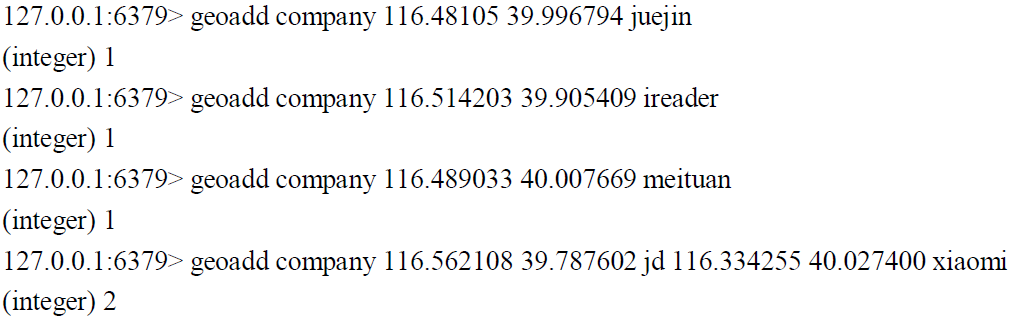 127.0.0.1:6379> geoadd company 116.48105 39.996794 juejin
(integer) 1
127.0.0.1:6379> geoadd company 116.514203 39.905409 ireader
(integer) 1
127.0.0.1:6379> geoadd company 116.489033 40.007669 meituan
(integer) 1
127.0.0.1:6379> geoadd company 116.562108 39.787602 jd 116.334255 40.027400 xiaomi
(integer) 2